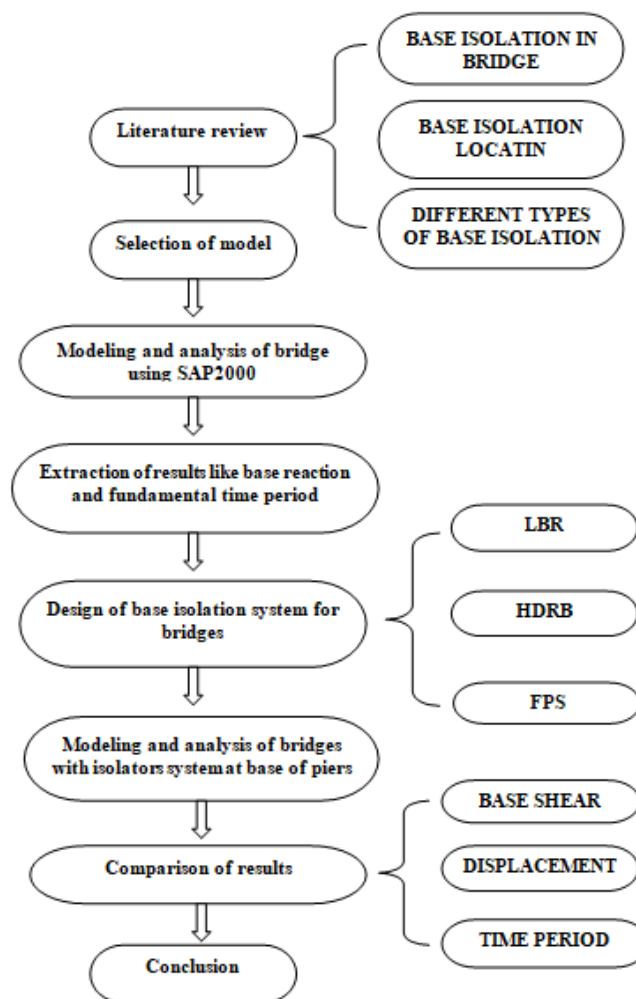 BASE ISOLATION IN
BRIDGE
Literature review
BASE ISOLATION
LOCATIN
DIFFERENT TYPES
OF BASE ISOLATION
Selection of model
Modeling and analysis of bridge
using SAP2000
Extraction of results like base reaction
and fundamental time period
LBR
Design of base isolation system for
bridges
HDRB
FPS
Modeling and analysis of bridges
with isolators system at base of piers
BASE SHEAR
Comparison of results
DISPLACEMENT
TIME PERIOD
Conclusion